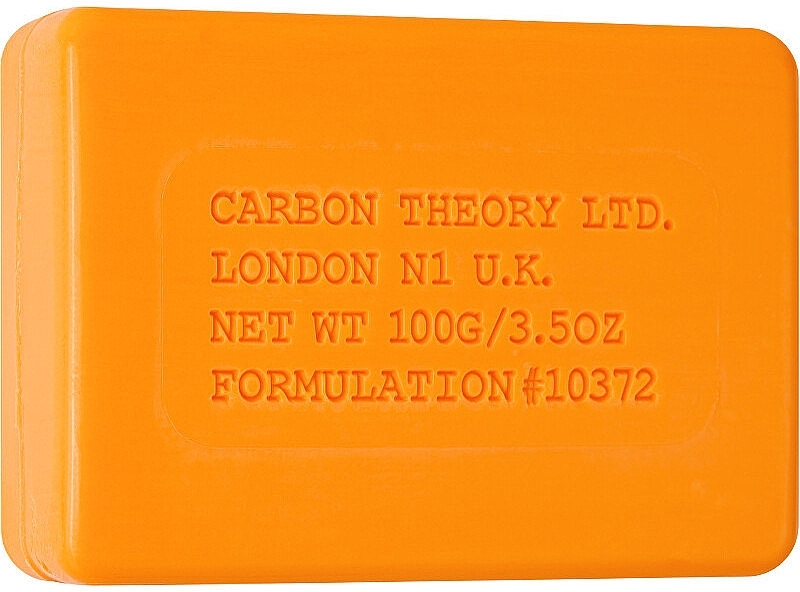 CARBON THEORY LTD.
LONDON N1 U.K.
NET WT 100G/3.5OZ
FORMULATION #10372